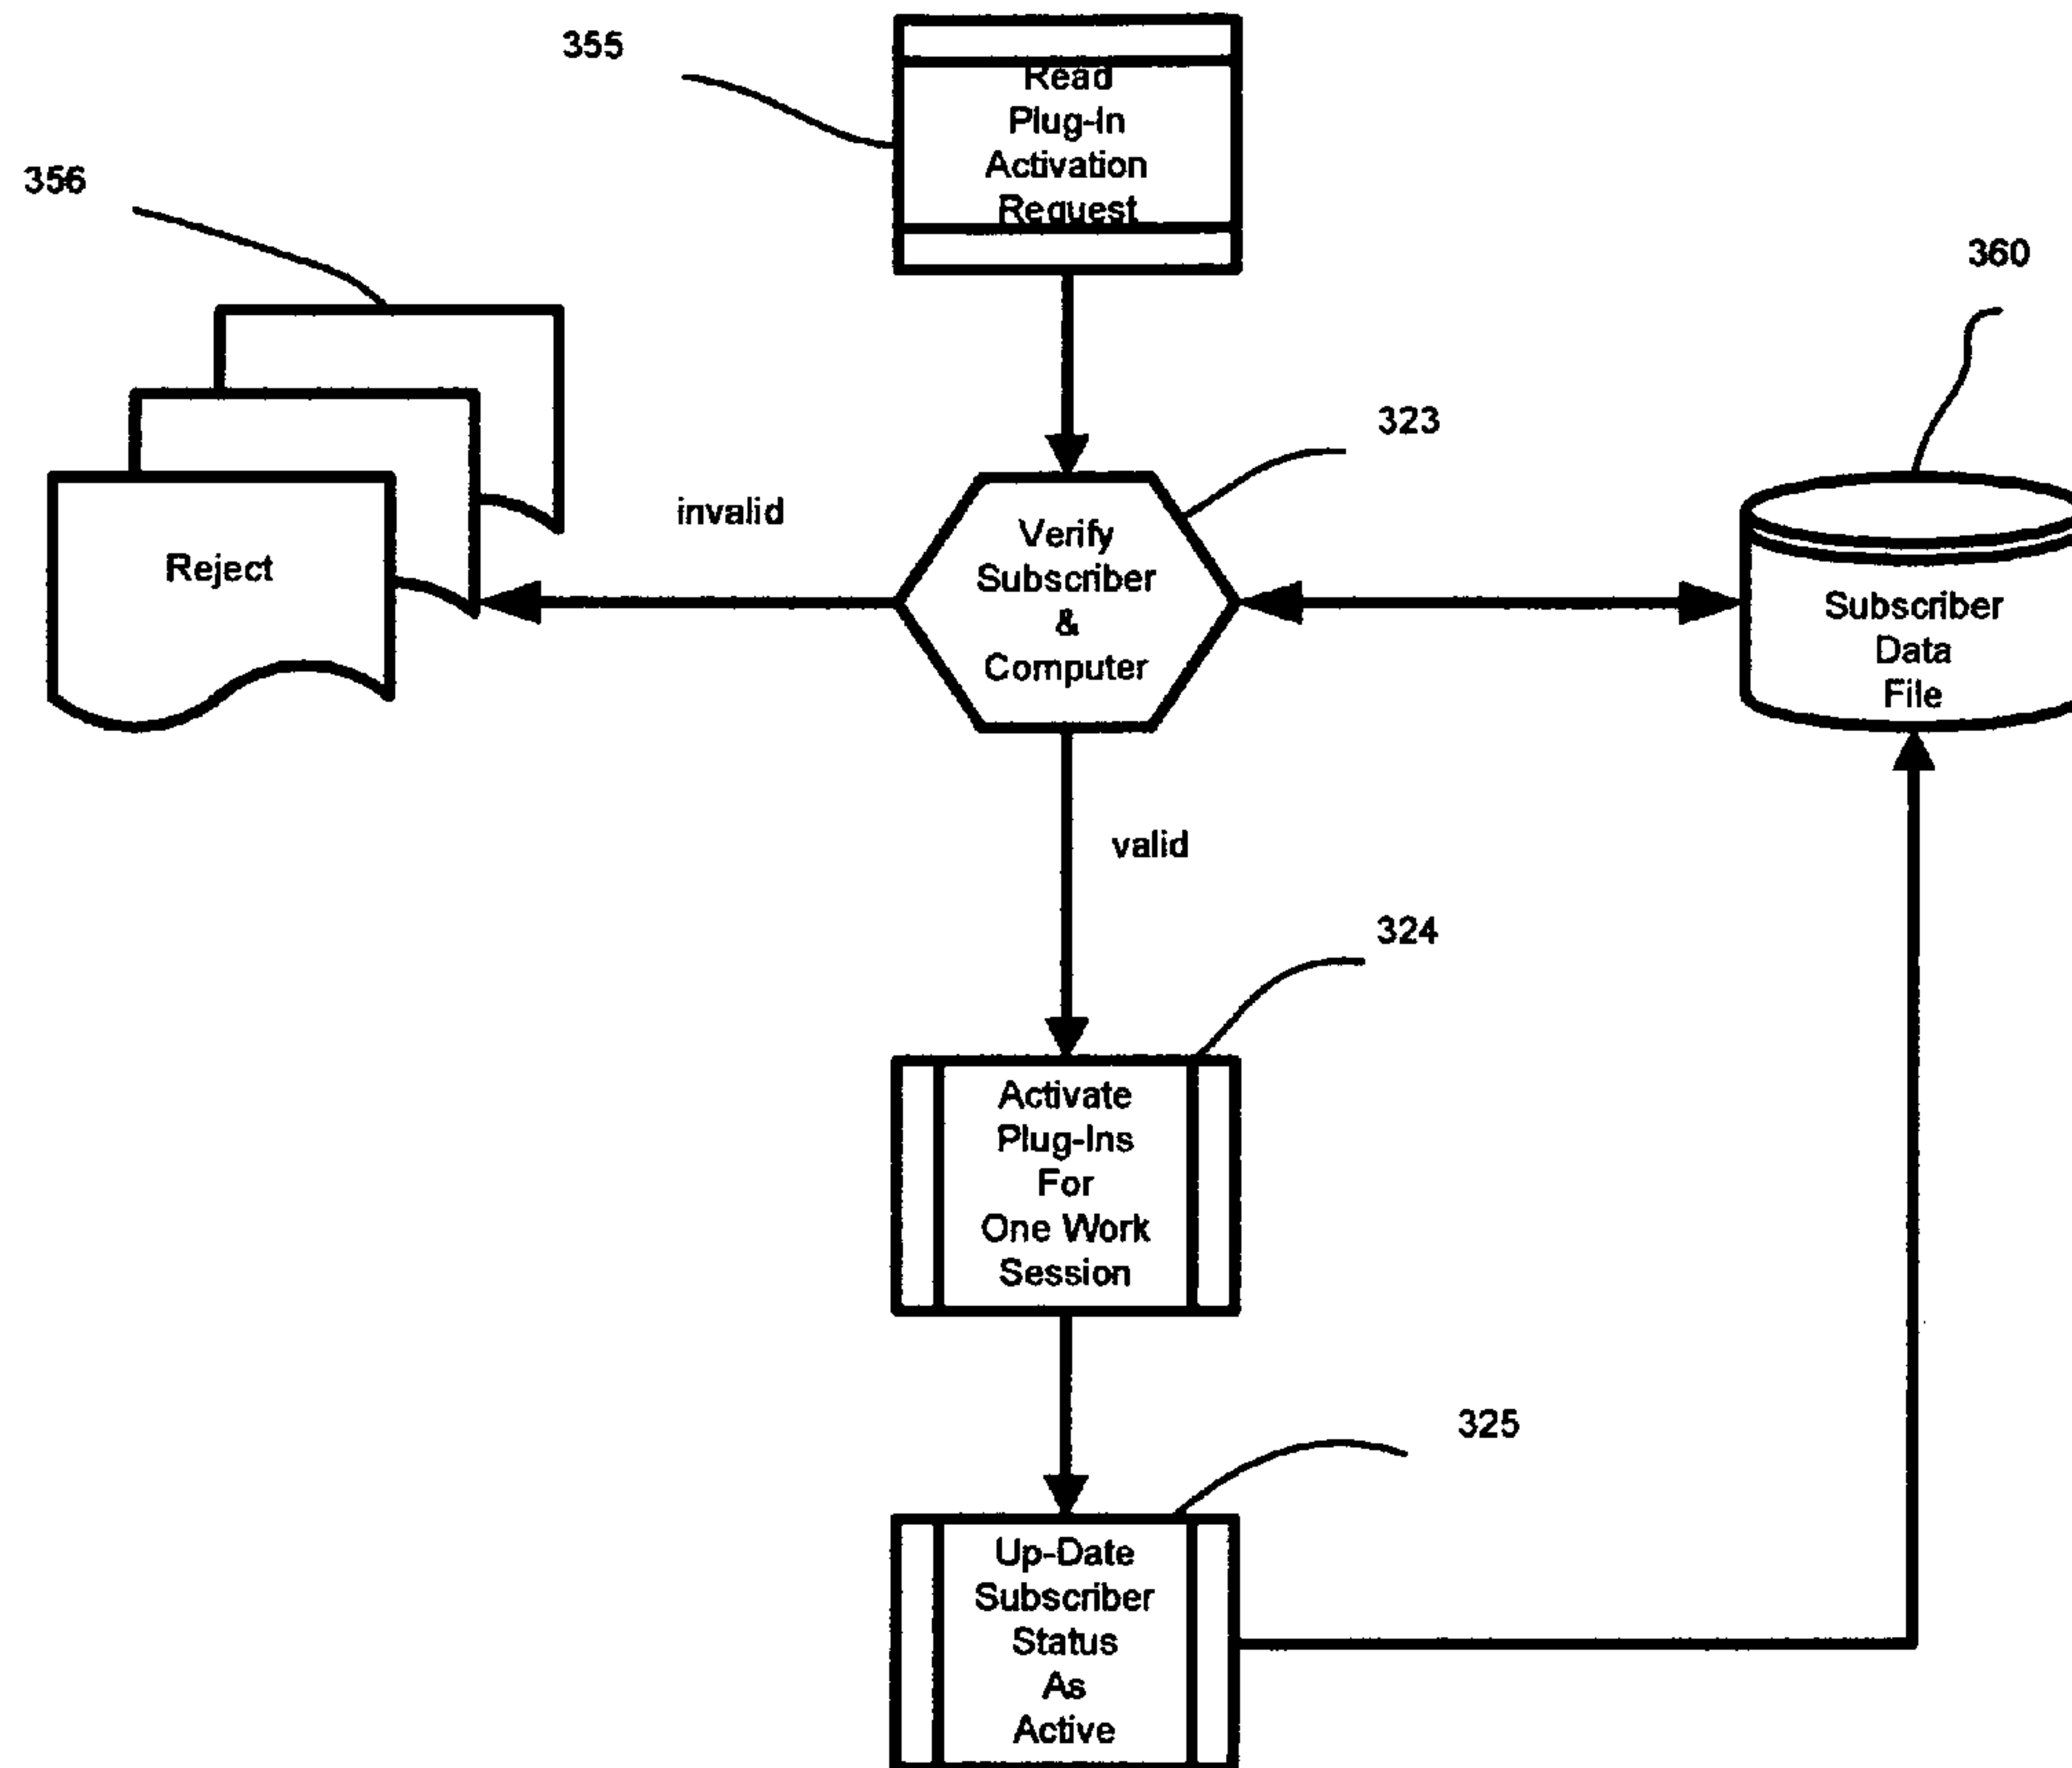 355
Read
Plug-In
Activation
Request
356
360
323
invalid
Verify
Subscriber
&
Computer
Reject
Subscriber
Data
File
valid
324
Activate
Plug-Ins
For
One Work
Session
325
Up-Date
Subscriber
Status
As
Active